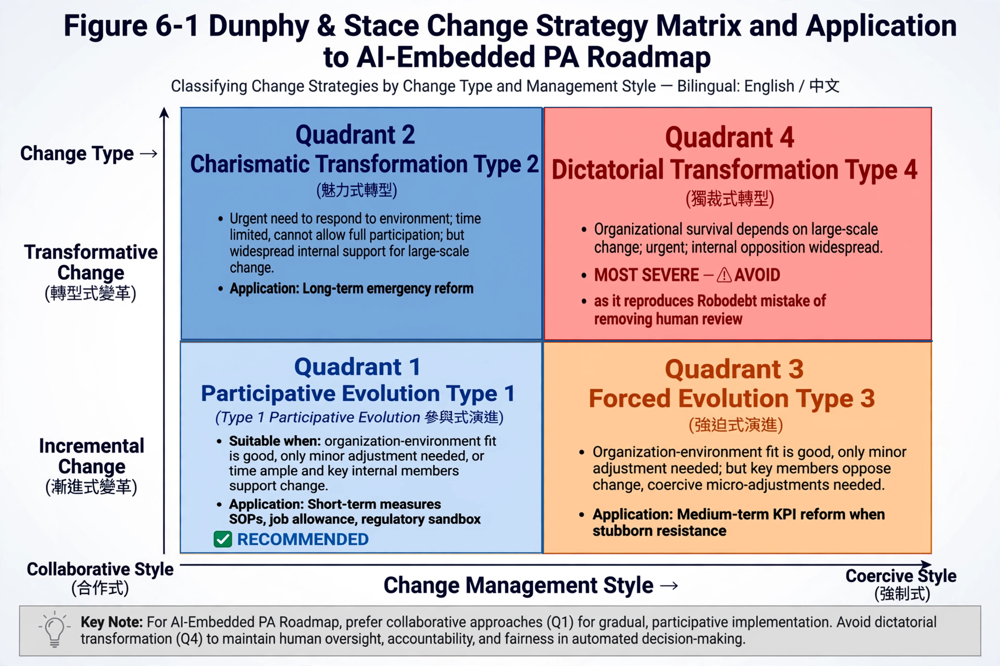 Figure 6-1 Dunphy & Stace Change Strategy Matrix and Application
to AI-Embedded PA Roadmap
Classifying Change Strategies by Change Type and Management Style — Bilingual: English / 中文
Change Type →
Transformative
Change
(轉型式變革)
Quadrant 2
Charismatic Transformation Type 2
(魅力式轉型)
• Urgent need to respond to environment; time
limited, cannot allow full participation; but
widespread internal support for large-scale
change.
• Application: Long-term emergency reform
Quadrant 4
Dictatorial Transformation Type 4
(獨裁式轉型)
• Organizational survival depends on large-scale
change; urgent; internal opposition widespread.
• MOST SEVERE — ⚠ AVOID
• as it reproduces Robodebt mistake of
removing human review
Incremental
Change
(漸進式變革)
Quadrant 1
Participative Evolution Type 1
(Type 1 Participative Evolution 參與式演進)
• Suitable when: organization-environment fit
is good, only minor adjustment needed, or
time ample and key internal members
support change.
• Application: Short-term measures
SOPs, job allowance, regulatory sandbox
✅ RECOMMENDED
Quadrant 3
Forced Evolution Type 3
(強迫式演進)
• Organization-environment fit is good, only minor
adjustment needed; but key members oppose
change, coercive micro-adjustments needed.
• Application: Medium-term KPI reform when
stubborn resistance
Collaborative Style
(合作式)
Change Management Style →
Coercive Style
(強制式)
Key Note: For AI-Embedded PA Roadmap, prefer collaborative approaches (Q1) for gradual, participative implementation. Avoid dictatorial
transformation (Q4) to maintain human oversight, accountability, and fairness in automated decision-making.